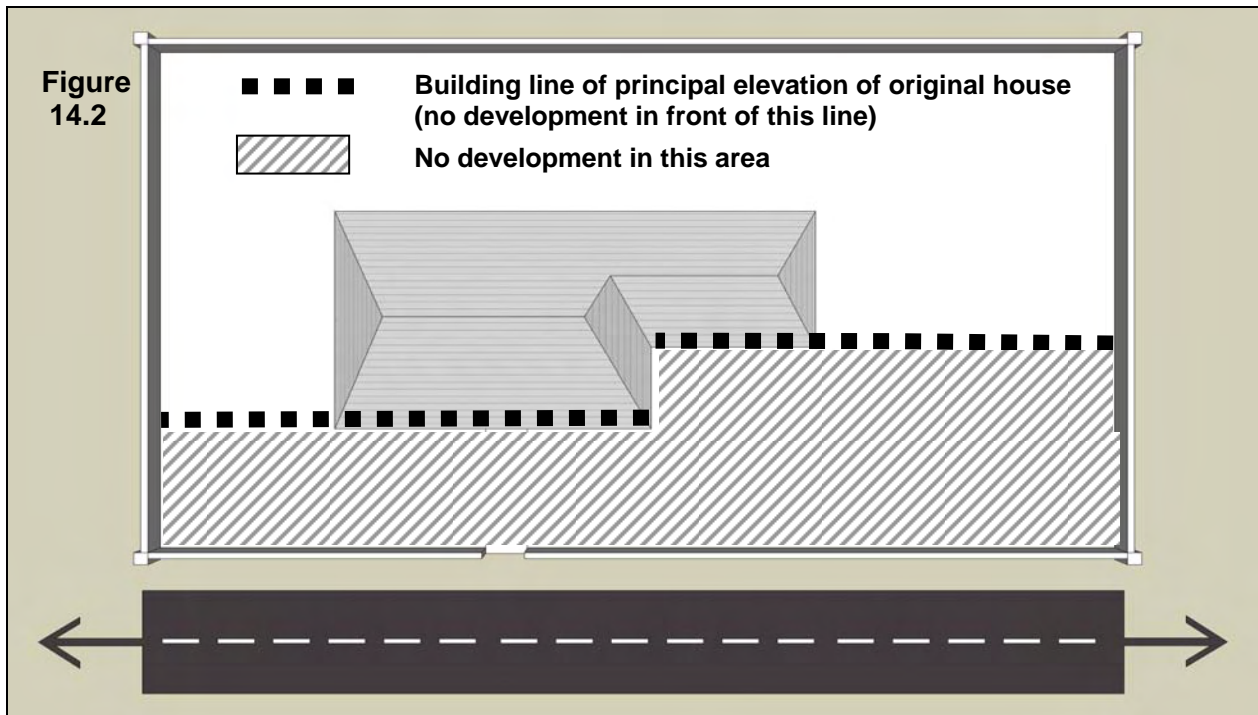 Figure
14.2
Building line of principal elevation of original house
(no development in front of this line)
No development in this area